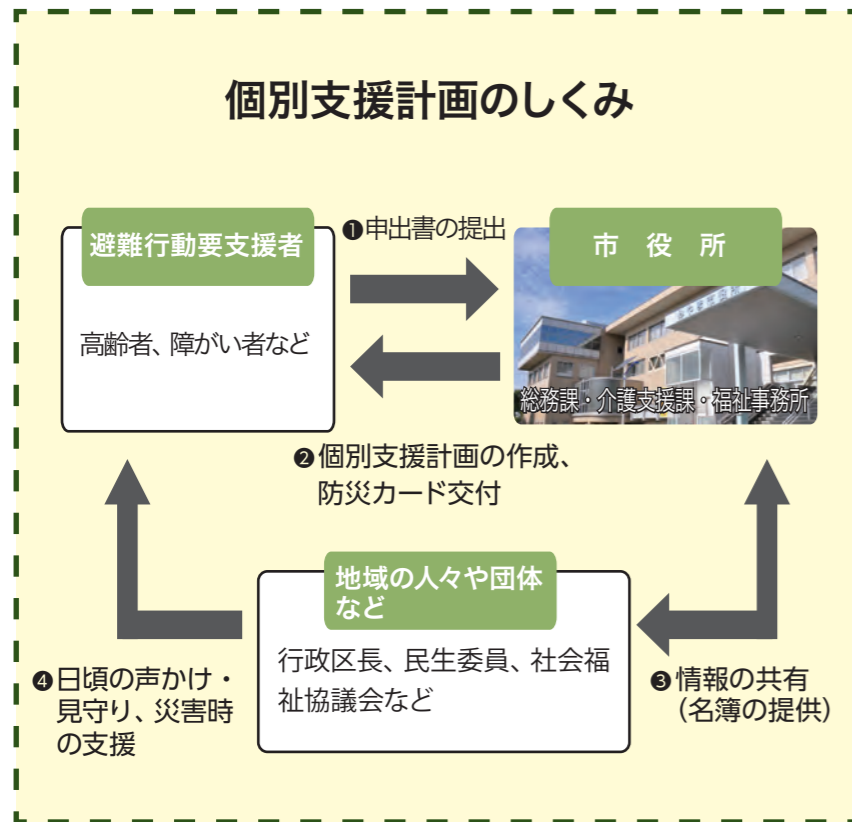 個別支援計画のしくみ
避難行動要支援者
高齢者、障がい者など
❶申出書の提出
市役所
総務課・介護支援課・福祉事務所
❷個別支援計画の作成、
防災カード交付
地域の人々や団体
など
行政区長、民生委員、社会福
祉協議会など
❸情報の共有
（名簿の提供）
❹日頃の声かけ・
見守り、災害時
の支援